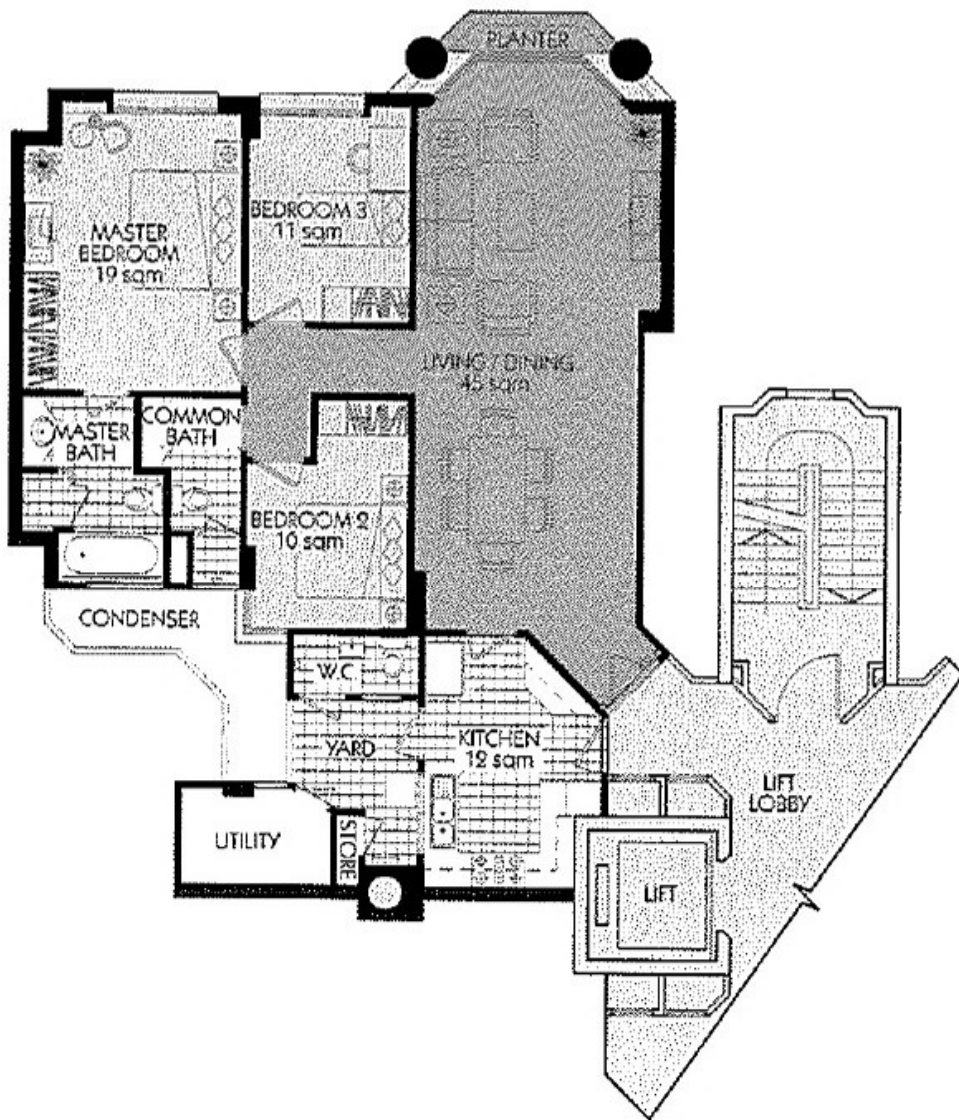 PLANTER
BEDROOM 3
11 sqm
MASTER
BEDROOM
19 sqm
LIVING / DINING
45 sqm
COMMON
BATH
MASTER
BATH
BEDROOM 2
10 sqm
CONDENSER
W.C
YARD
KITCHEN
12 sqm
LIFT
LOBBY
UTILITY
STORE
LIFT